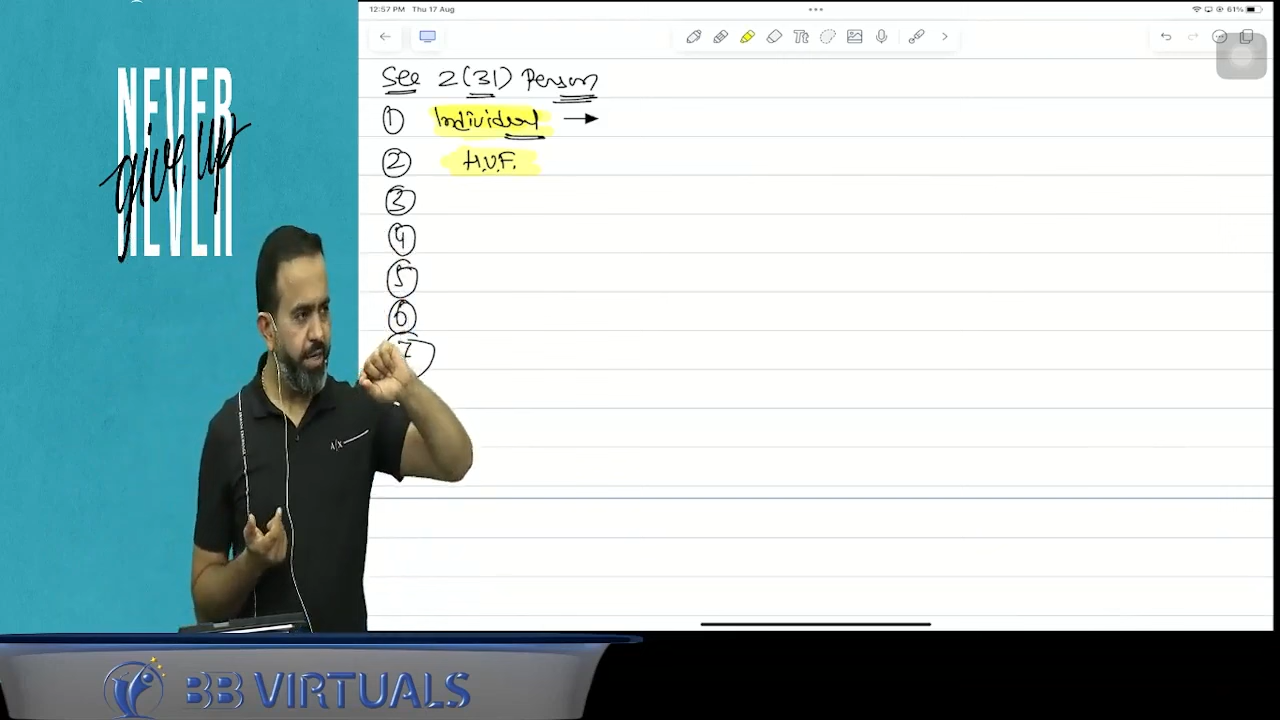 12:57 PM Thu 17 Aug
61%
NEVER
give up
NEVER
See 2(31) Person
1 Individual →
2 H.U.F.
3
4
5
6
7
A|X
BB VIRTUALS